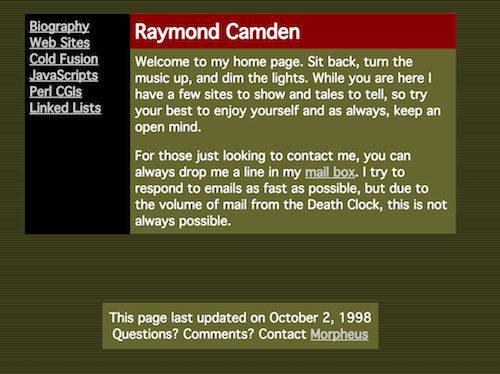 Biography
Web Sites
Cold Fusion
JavaScripts
Perl CGIs
Linked Lists
Raymond Camden
Welcome to my home page. Sit back, turn the
music up, and dim the lights. While you are here I
have a few sites to show and tales to tell, so try
your best to enjoy yourself and as always, keep an
open mind.
For those just looking to contact me, you can
always drop me a line in my mail box. I try to
respond to emails as fast as possible, but due to
the volume of mail from the Death Clock, this is not
always possible.
This page last updated on October 2, 1998
Questions? Comments? Contact Morpheus